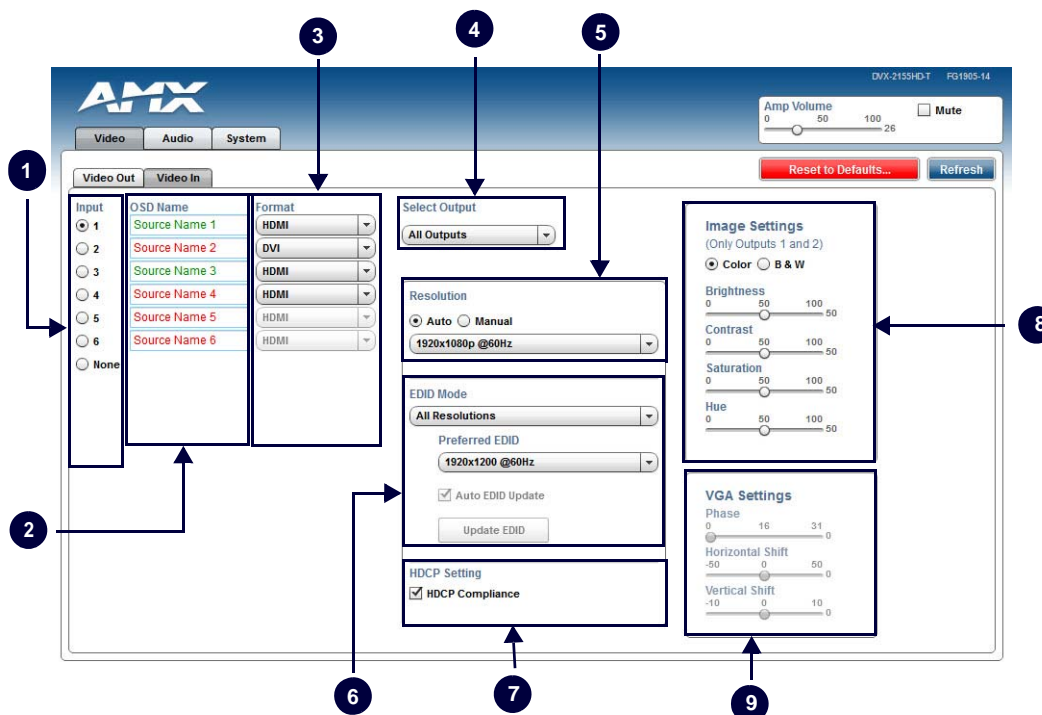 3
4
5
AMX
DVX-2155HD-T FG1905-14
Amp Volume
0 50 100
26
Mute
Video Audio System
1
Video Out Video In
Reset to Defaults... Refresh
Input OSD Name Format
1 Source Name 1 HDMI
2 Source Name 2 DVI
3 Source Name 3 HDMI
4 Source Name 4 HDMI
5 Source Name 5 HDMI
6 Source Name 6 HDMI
None
2
Select Output
All Outputs
Resolution
Auto Manual
1920x1080p @60Hz
EDID Mode
All Resolutions
Preferred EDID
1920x1200 @60Hz
Auto EDID Update
Update EDID
HDCP Setting
HDCP Compliance
Image Settings
(Only Outputs 1 and 2)
Color B & W
Brightness
0 50 100
50
Contrast
0 50 100
50
Saturation
0 50 100
50
Hue
0 50 100
50
8
VGA Settings
Phase
0 16 31
0
Horizontal Shift
-50 0 50
0
Vertical Shift
-10 0 10
0
6
7
9